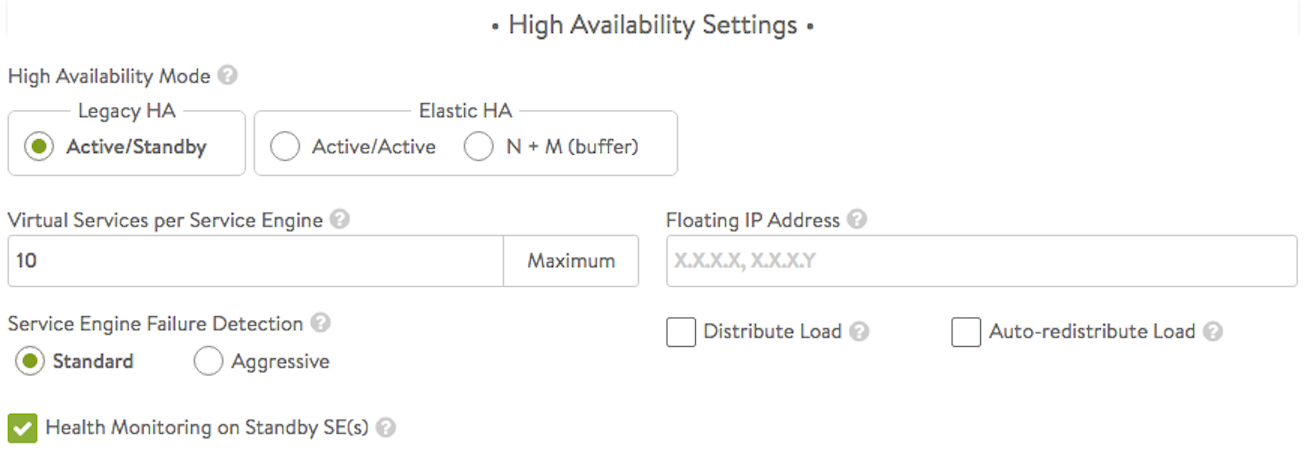 • High Availability Settings •
High Availability Mode ?
Legacy HA
Active/Standby
Elastic HA
Active/Active N + M (buffer)
Virtual Services per Service Engine ?
10 Maximum
Floating IP Address ?
X.X.X.X, X.X.X.Y
Service Engine Failure Detection ?
Standard Aggressive
Distribute Load ? Auto-redistribute Load ?
Health Monitoring on Standby SE(s) ?